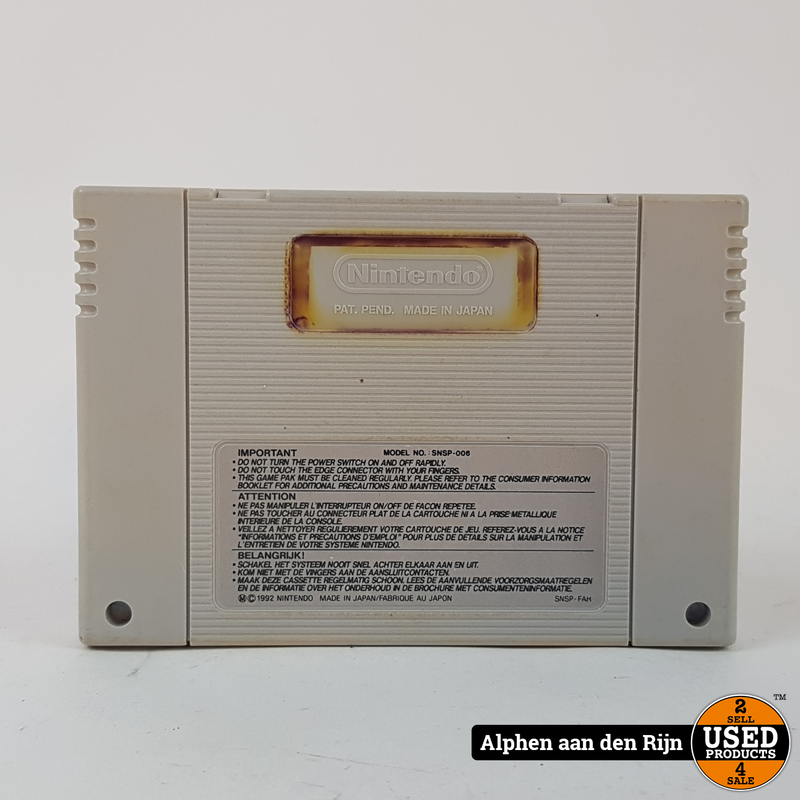 Nintendo
PAT. PEND. MADE IN JAPAN
IMPORTANT MODEL NO. : SNSP-006
• DO NOT TURN THE POWER SWITCH ON AND OFF RAPIDLY.
• DO NOT TOUCH THE EDGE CONNECTOR WITH YOUR FINGERS.
• THIS GAME PAK MUST BE CLEANED REGULARLY. PLEASE REFER TO THE CONSUMER INFORMATION
BOOKLET FOR ADDITIONAL PRECAUTIONS AND MAINTENANCE DETAILS.
ATTENTION
• NE PAS MANIPULER L'INTERRUPTEUR ON/OFF DE FACON REPETEE.
• NE PAS TOUCHER AU CONNECTEUR PLAT DE LA CARTOUCHE NI A LA PRISE METALLIQUE
INTERIEURE DE LA CONSOLE.
• VEILLEZ A NETTOYER REGULIEREMENT VOTRE CARTOUCHE DE JEU. REFEREZ-VOUS A LA NOTICE
"INFORMATIONS ET PRECAUTIONS D'EMPLOI" POUR PLUS DE DETAILS SUR LA MANIPULATION ET
L'ENTRETIEN DE VOTRE SYSTEME NINTENDO.
BELANGRIJK!
• SCHAKEL HET SYSTEEM NOOIT SNEL ACHTER ELKAAR AAN EN UIT.
• KOM NIET MET DE VINGERS AAN DE AANSLUITCONTACTEN.
• MAAK DEZE CASSETTE REGELMATIG SCHOON. LEES DE AANVULLENDE VOORZORGSMAATREGELEN
EN DE INFORMATIE OVER HET ONDERHOUD IN DE BROCHURE MET CONSUMENTENINFORMATIE.
Ⓜ©1992 NINTENDO MADE IN JAPAN/FABRIQUE AU JAPON SNSP-FAH
Alphen aan den Rijn
2
SELL
USED
PRODUCTS
4
SALE
TM